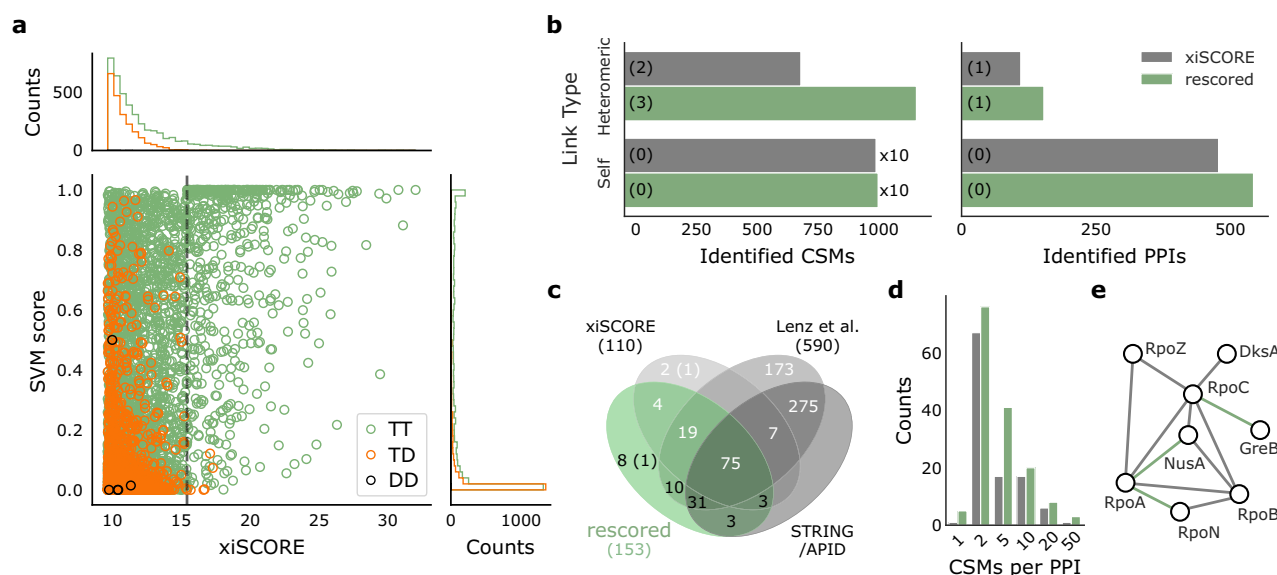 a
Counts
500
0
SVM score
1.0
0.8
0.6
0.4
0.2
0.0
TT
TD
DD
10 15 20 25 30
xiSCORE
0 1000
Counts
b
Link Type
Heteromeric
Self
(2)
(3)
(0)
x10
(0)
x10
0 250 500 750 1000
Identified CSMs
(1)
(1)
(0)
(0)
xiSCORE
rescored
0 250 500
Identified PPIs
c
xiSCORE
(110)
Lenz et al.
(590)
2 (1)
173
4
275
19
7
75
8 (1)
10
31
3
3
rescored
(153)
STRING
/APID
d
Counts
60
40
20
0
1 2 5 10 20 50
CSMs per PPI
e
RpoZ
DksA
RpoC
GreB
NusA
RpoA
RpoB
RpoN